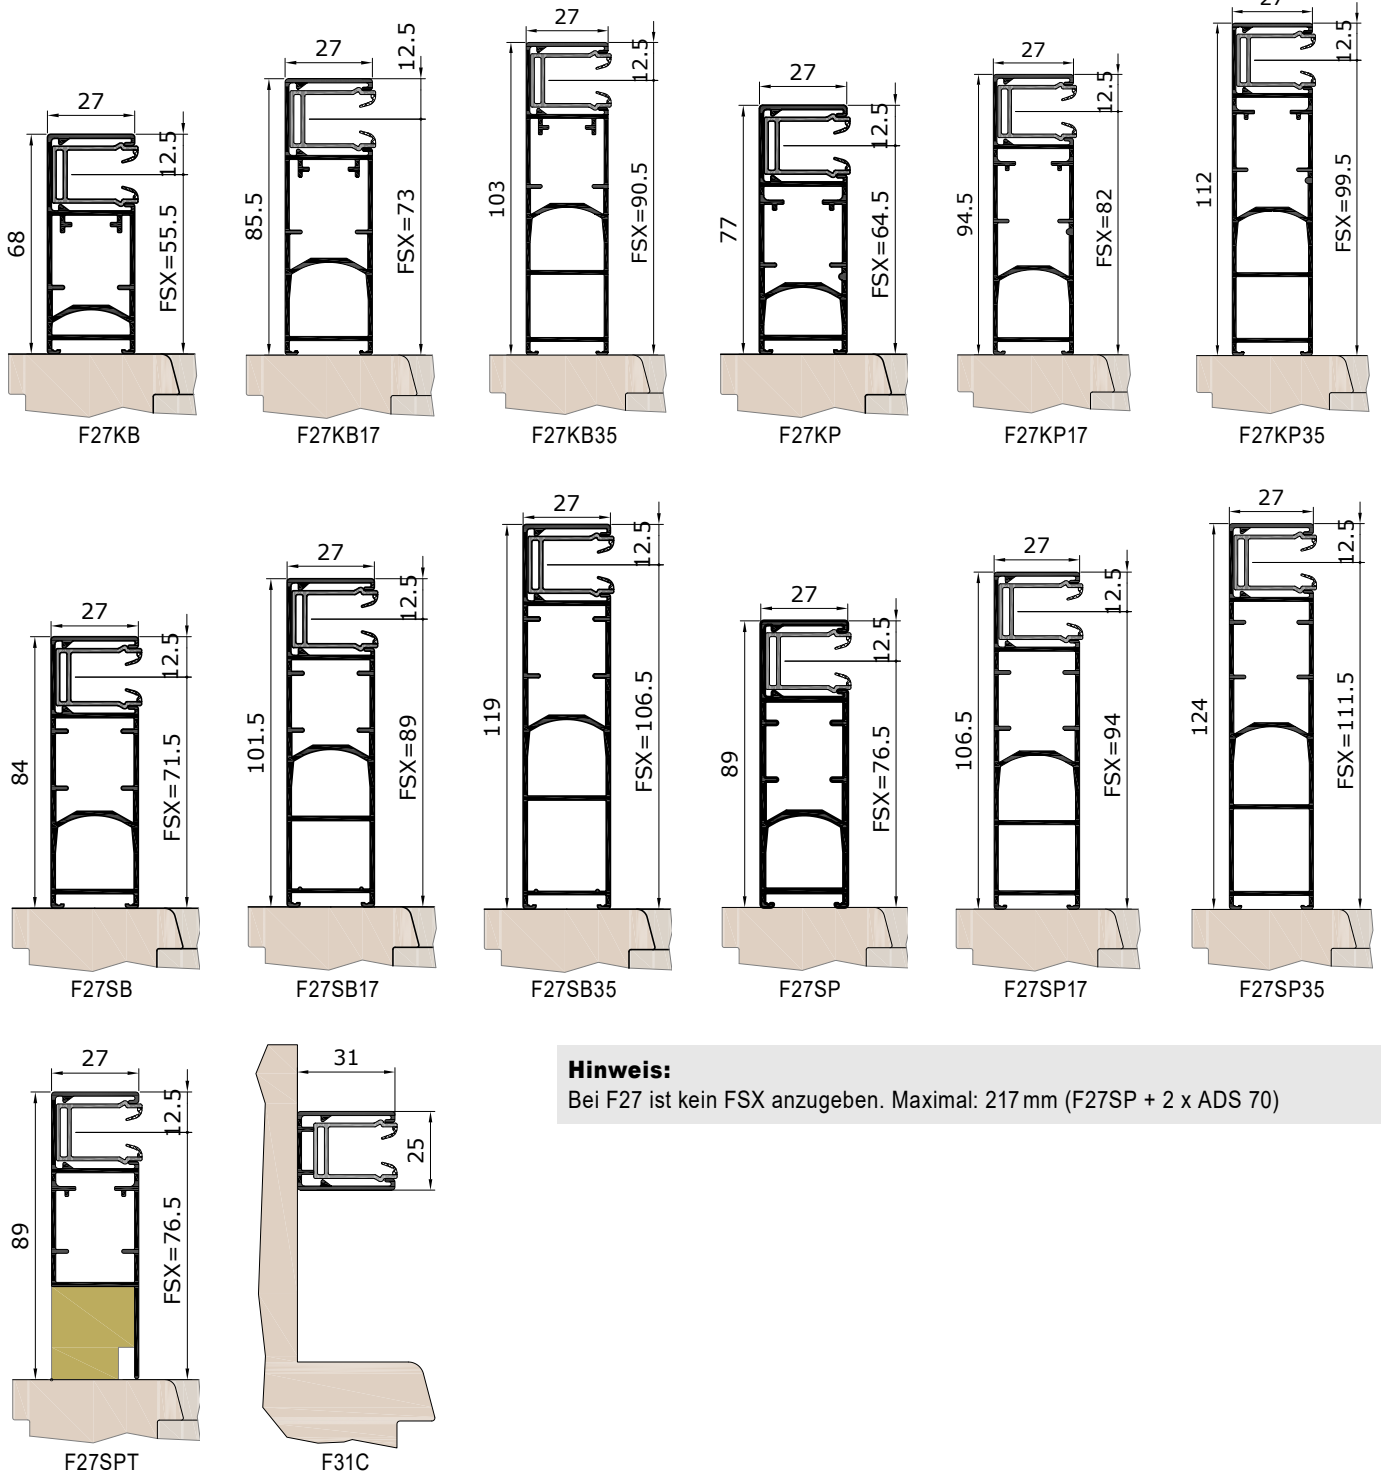 27
12.5
68
FSX=55.5
F27KB
27
12.5
85.5
FSX=73
F27KB17
27
12.5
103
FSX=90.5
F27KB35
27
12.5
77
FSX=64.5
F27KP
27
12.5
94.5
FSX=82
F27KP17
27
12.5
112
FSX=99.5
F27KP35
27
12.5
84
FSX=71.5
F27SB
27
12.5
101.5
FSX=89
F27SB17
27
12.5
119
FSX=106.5
F27SB35
27
12.5
89
FSX=76.5
F27SP
27
12.5
106.5
FSX=94
F27SP17
27
12.5
124
FSX=111.5
F27SP35
27
12.5
89
FSX=76.5
F27SPT
31
25
F31C
Hinweis:
Bei F27 ist kein FSX anzugeben. Maximal: 217 mm (F27SP + 2 x ADS 70)